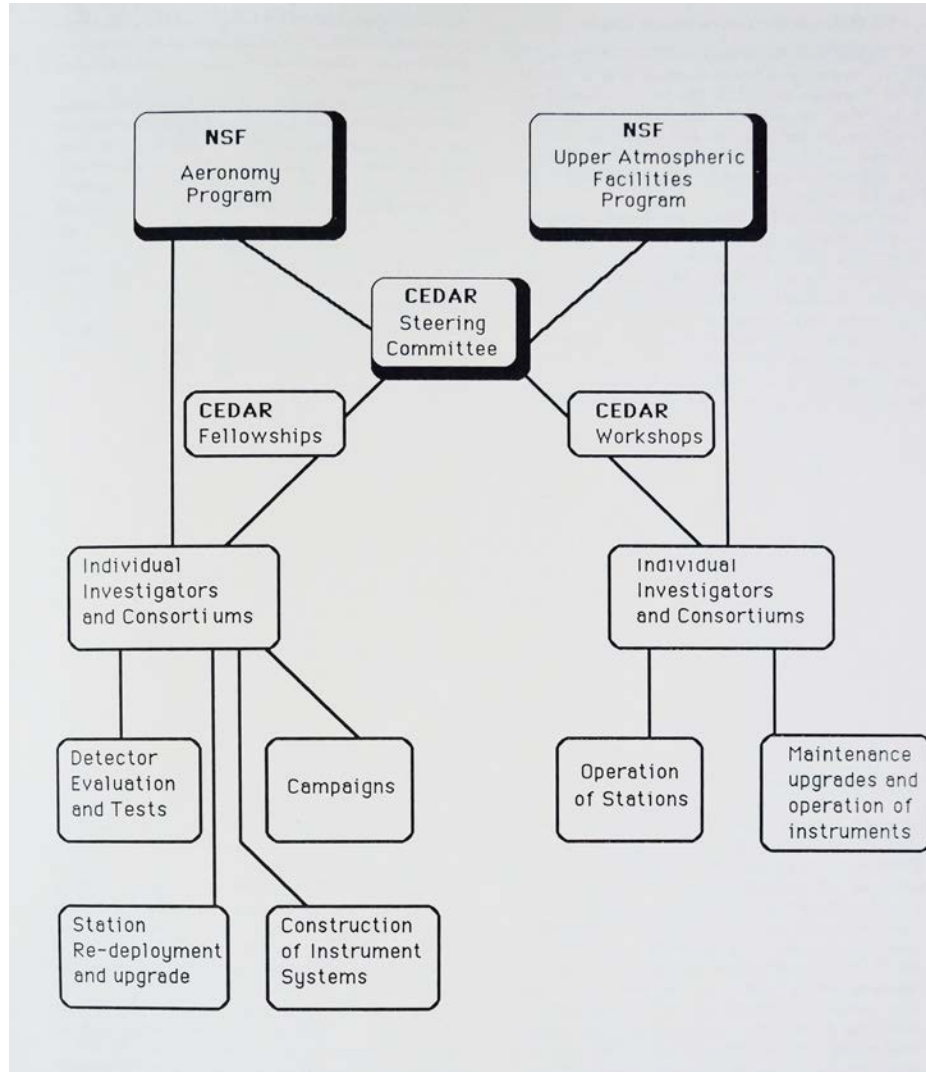 NSF
Aeronomy
Program
NSF
Upper Atmospheric
Facilities
Program
CEDAR
Steering
Committee
CEDAR
Fellowships
CEDAR
Workshops
Individual
Investigators
and Consortiums
Individual
Investigators
and Consortiums
Detector
Evaluation
and Tests
Campaigns
Operation
of Stations
Maintenance
upgrades and
operation of
instruments
Station
Re-deployment
and upgrade
Construction
of Instrument
Systems